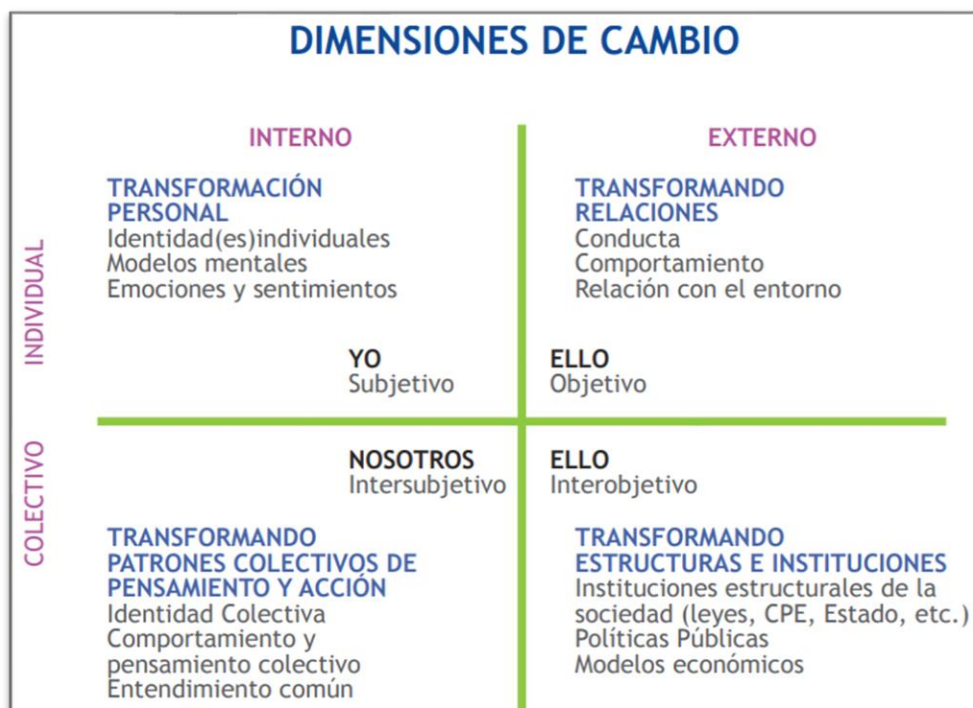 DIMENSIONES DE CAMBIO
INTERNO
EXTERNO
INDIVIDUAL
TRANSFORMACIÓN
PERSONAL
Identidad(es)individuales
Modelos mentales
Emociones y sentimientos
YO
Subjetivo
TRANSFORMANDO
RELACIONES
Conducta
Comportamiento
Relación con el entorno
ELLO
Objetivo
COLECTIVO
NOSOTROS
Intersubjetivo
TRANSFORMANDO
PATRONES COLECTIVOS DE
PENSAMIENTO Y ACCIÓN
Identidad Colectiva
Comportamiento y
pensamiento colectivo
Entendimiento común
ELLO
Interobjetivo
TRANSFORMANDO
ESTRUCTURAS E INSTITUCIONES
Instituciones estructurales de la
sociedad (leyes, CPE, Estado, etc.)
Políticas Públicas
Modelos económicos